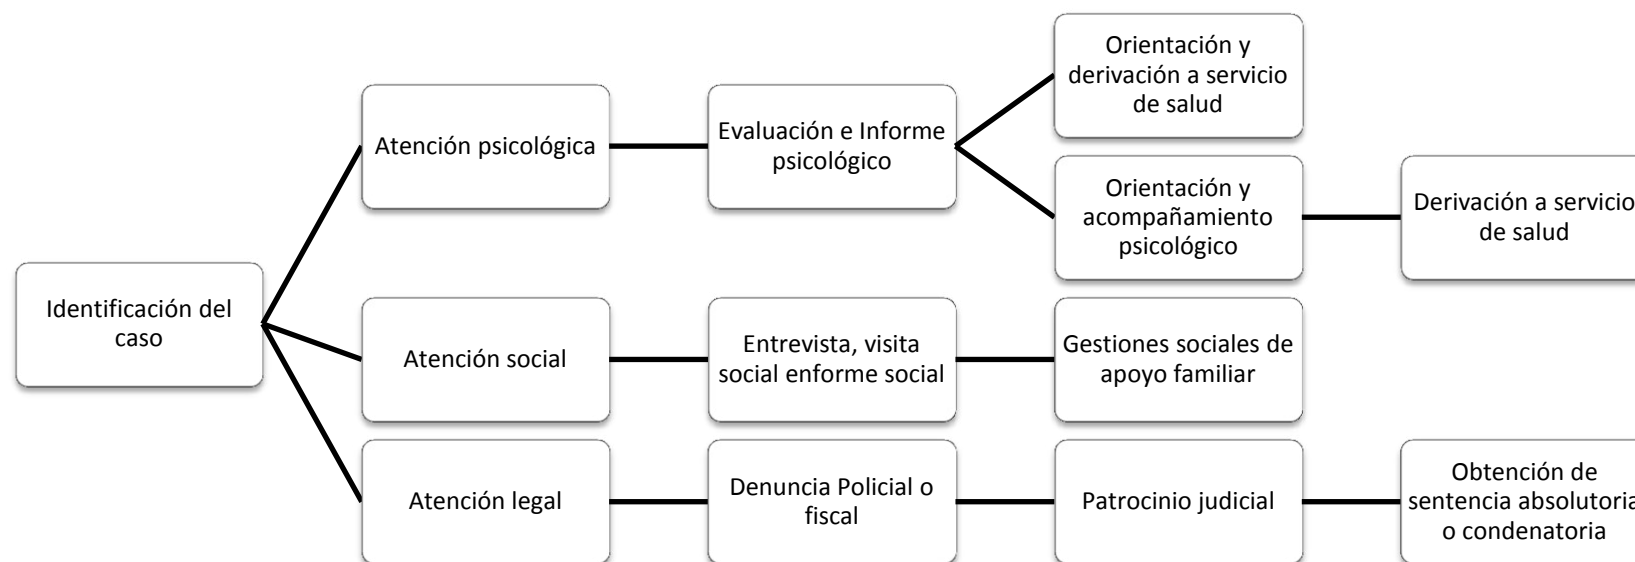 Identificación del
caso
Atención psicológica
Evaluación e Informe
psicológico
Orientación y
derivación a servicio
de salud
Orientación y
acompañamiento
psicológico
Derivación a servicio
de salud
Atención social
Entrevista, visita
social enforme social
Gestiones sociales de
apoyo familiar
Atención legal
Denuncia Policial o
fiscal
Patrocinio judicial
Obtención de
sentencia absolutoria
o condenatoria